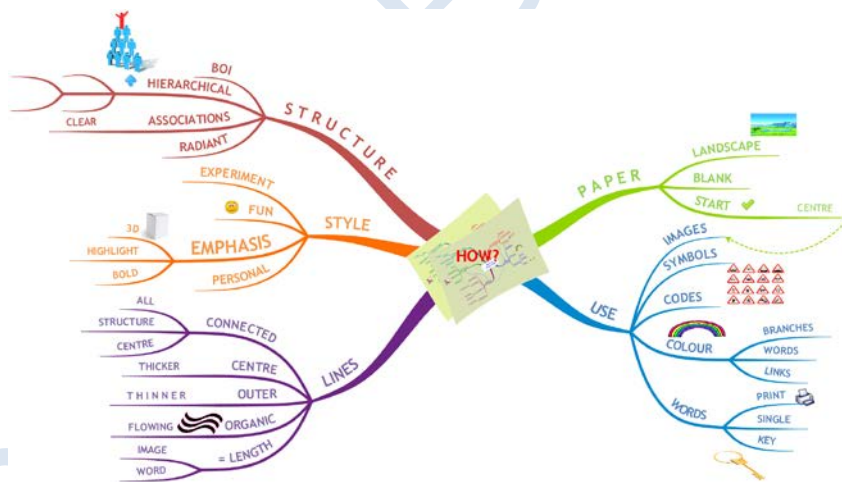 HOW?
PAPER
LANDSCAPE
BLANK
START
CENTRE
USE
IMAGES
SYMBOLS
CODES
COLOUR
BRANCHES
WORDS
LINKS
WORDS
PRINT
SINGLE
KEY
LINES
CONNECTED
ALL
STRUCTURE
CENTRE
CENTRE
THICKER
OUTER
THINNER
ORGANIC
FLOWING
= LENGTH
IMAGE
WORD
STYLE
EXPERIMENT
FUN
EMPHASIS
3D
HIGHLIGHT
BOLD
PERSONAL
STRUCTURE
BOI
HIERARCHICAL
ASSOCIATIONS
CLEAR
RADIANT